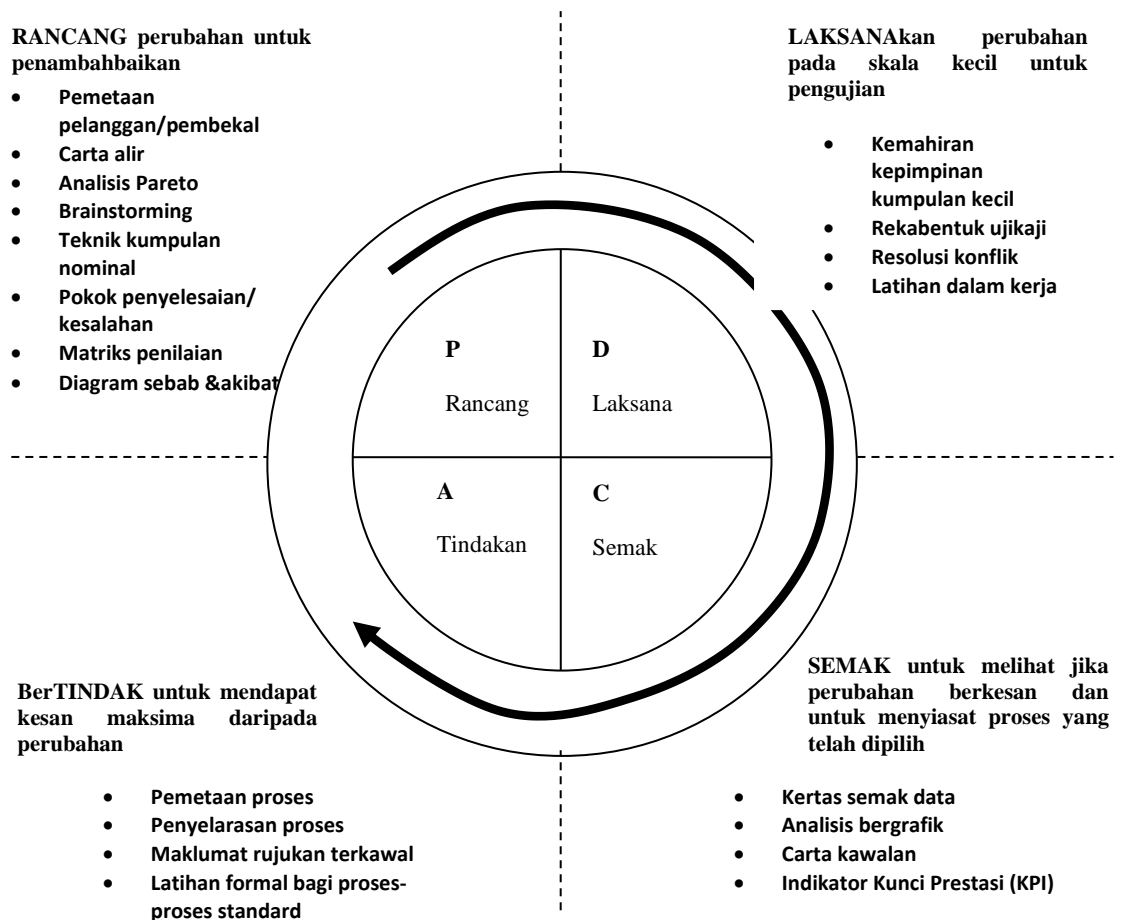 RANCANG perubahan untuk
penambahbaikan
• Pemetaan
pelanggan/pembekal
• Carta alir
• Analisis Pareto
• Brainstorming
• Teknik kumpulan
nominal
• Pokok penyelesaian/
kesalahan
• Matriks penilaian
• Diagram sebab &akibat
LAKSANAkan perubahan
pada skala kecil untuk
pengujian
• Kemahiran
kepimpinan
kumpulan kecil
• Rekabentuk ujikaji
• Resolusi konflik
• Latihan dalam kerja
P
Rancang
D
Laksana
A
Tindakan
C
Semak
BerTINDAK untuk mendapat
kesan maksima daripada
perubahan
• Pemetaan proses
• Penyelarasan proses
• Maklumat rujukan terkawal
• Latihan formal bagi proses-
proses standard
SEMAK untuk melihat jika
perubahan berkesan dan
untuk menyiasat proses yang
telah dipilih
• Kertas semak data
• Analisis bergrafik
• Carta kawalan
• Indikator Kunci Prestasi (KPI)